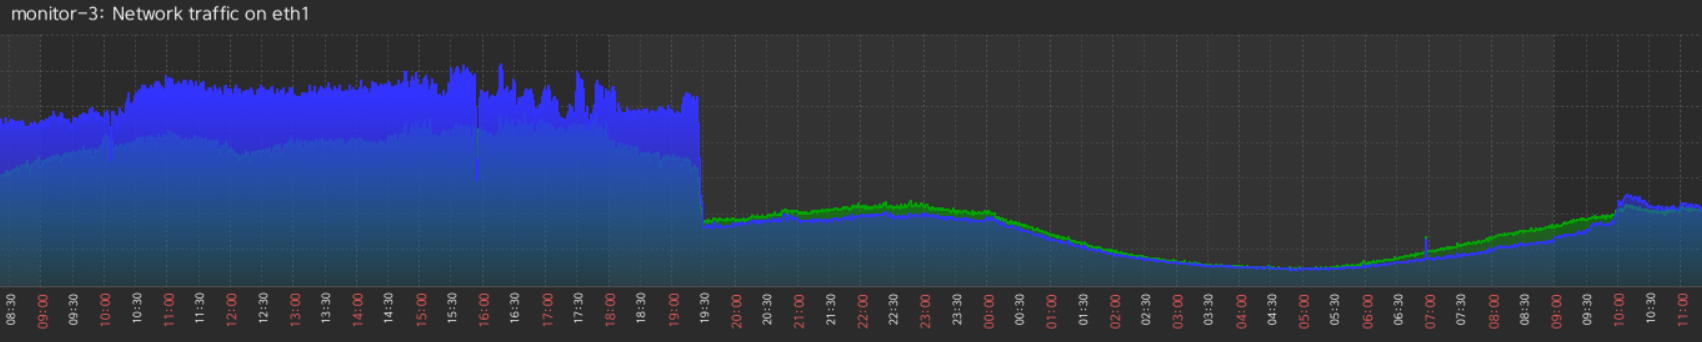 monitor-3: Network traffic on eth1
08:30 09:00 09:30 10:00 10:30 11:00 11:30 12:00 12:30 13:00 13:30 14:00 14:30 15:00 15:30 16:00 16:30 17:00 17:30 18:00 18:30 19:00 19:30 20:00 20:30 21:00 21:30 22:00 22:30 23:00 23:30 00:00 00:30 01:00 01:30 02:00 02:30 03:00 03:30 04:00 04:30 05:00 05:30 06:00 06:30 07:00 07:30 08:00 08:30 09:00 09:30 10:00 10:30 11:00